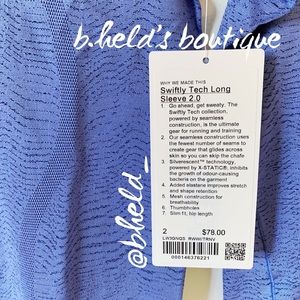 b.held's boutique
WHY WE MADE THIS
Swiftly Tech Long
Sleeve 2.0
1. Go ahead, get sweaty. The
Swiftly Tech collection,
powered by seamless
construction, is the ultimate
gear for running and training
2. Our seamless construction uses
the fewest number of seams to
create gear that glides across
skin so you can skip the chafe
3. Silverescent™ technology,
powered by X-STATIC®, inhibits
the growth of odour-causing
bacteria on the garment
4. Added elastane improves stretch
and shape retention
5. Mesh construction for
breathability
6. Thumbholes
7. Slim fit, hip length
2 $78.00
000146376221
@bheld_